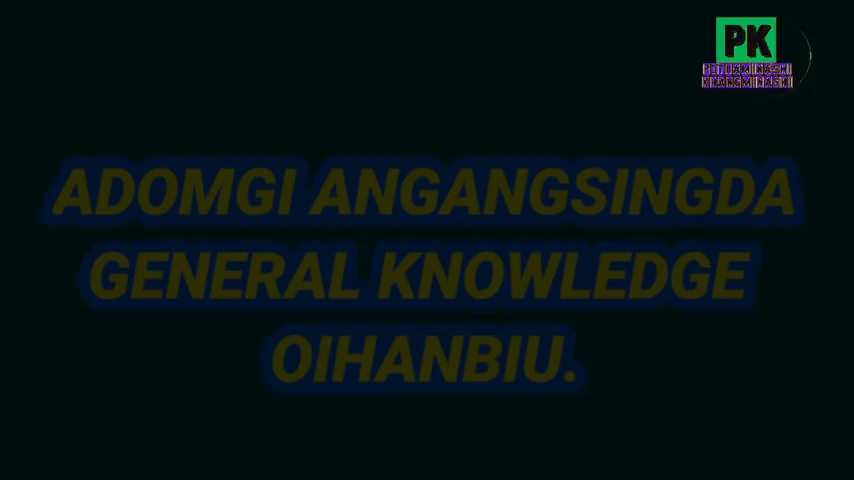 PK
ADOMGI ANGANGSINGDA
GENERAL KNOWLEDGE
OIHANBIU.